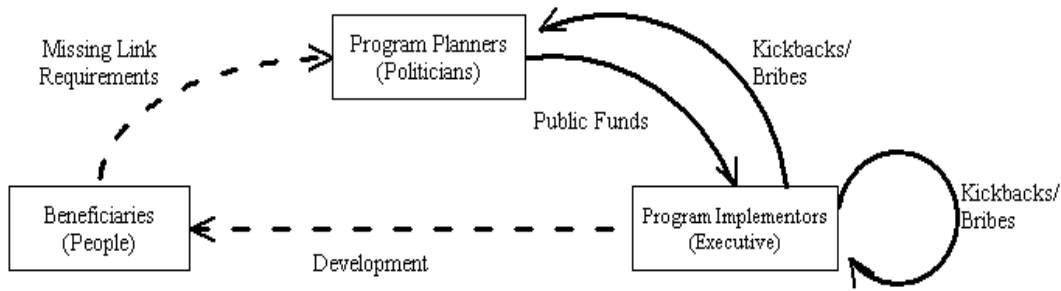 Missing Link
Requirements
Program Planners
(Politicians)
Kickbacks/
Bribes
Public Funds
Beneficiaries
(People)
Program Implementors
(Executive)
Kickbacks/
Bribes
Development